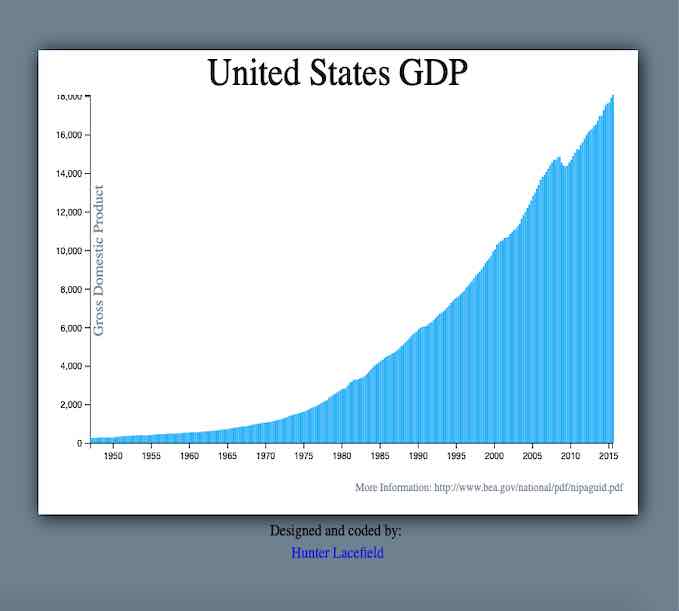 United States GDP
18,000
16,000
14,000
12,000
10,000
8,000
6,000
4,000
2,000
0
Gross Domestic Product
1950 1955 1960 1965 1970 1975 1980 1985 1990 1995 2000 2005 2010 2015
More Information: http://www.bea.gov/national/pdf/nipaguid.pdf
Designed and coded by:
Hunter Lacefield